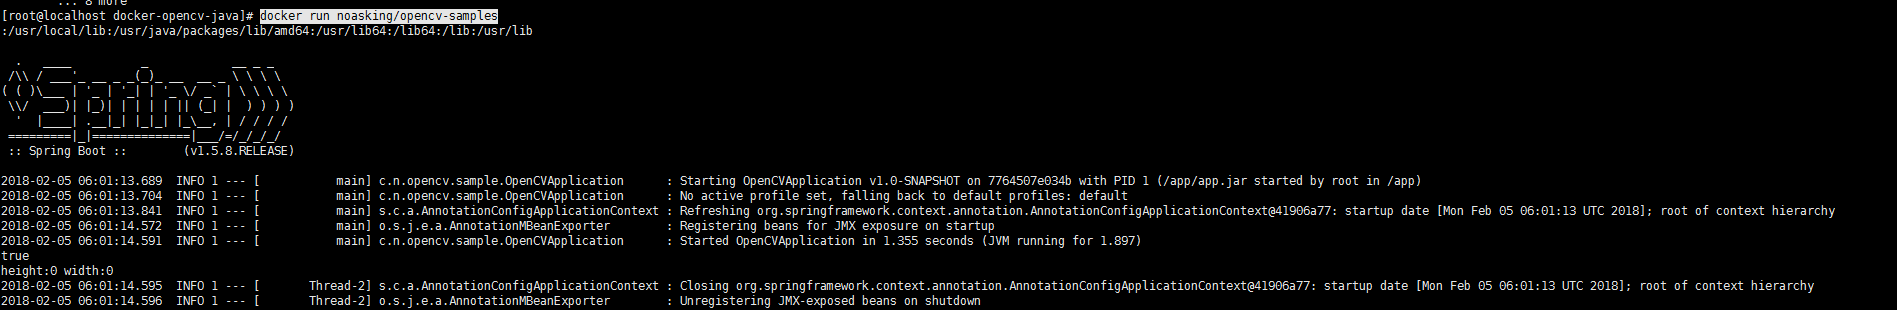 ... 8 more
[root@localhost docker-opencv-java]# docker run noasking/opencv-samples
:/usr/local/lib:/usr/java/packages/lib/amd64:/usr/lib64:/lib64:/lib:/usr/lib
  .   ____          _            __ _ _
 /\\ / ___'_ __ _ _(_)_ __  __ _ \ \ \ \
( ( )\___ | '_ | '_| | '_ \/ _` | \ \ \ \
 \\/  ___)| |_)| | | | | || (_| |  ) ) ) )
  '  |____| .__|_| |_|_| |_\__, | / / / /
 =========|_|==============|___/=/_/_/_/
 :: Spring Boot ::        (v1.5.8.RELEASE)
2018-02-05 06:01:13.689  INFO 1 --- [           main] c.n.opencv.sample.OpenCVApplication      : Starting OpenCVApplication v1.0-SNAPSHOT on 7764507e034b with PID 1 (/app/app.jar started by root in /app)
2018-02-05 06:01:13.704  INFO 1 --- [           main] c.n.opencv.sample.OpenCVApplication      : No active profile set, falling back to default profiles: default
2018-02-05 06:01:13.841  INFO 1 --- [           main] s.c.a.AnnotationConfigApplicationContext : Refreshing org.springframework.context.annotation.AnnotationConfigApplicationContext@41906a77: startup date [Mon Feb 05 06:01:13 UTC 2018]; root of context hierarchy
2018-02-05 06:01:14.572  INFO 1 --- [           main] o.s.j.e.a.AnnotationMBeanExporter        : Registering beans for JMX exposure on startup
2018-02-05 06:01:14.591  INFO 1 --- [           main] c.n.opencv.sample.OpenCVApplication      : Started OpenCVApplication in 1.355 seconds (JVM running for 1.897)
true
height:0 width:0
2018-02-05 06:01:14.595  INFO 1 --- [       Thread-2] s.c.a.AnnotationConfigApplicationContext : Closing org.springframework.context.annotation.AnnotationConfigApplicationContext@41906a77: startup date [Mon Feb 05 06:01:13 UTC 2018]; root of context hierarchy
2018-02-05 06:01:14.596  INFO 1 --- [       Thread-2] o.s.j.e.a.AnnotationMBeanExporter        : Unregistering JMX-exposed beans on shutdown